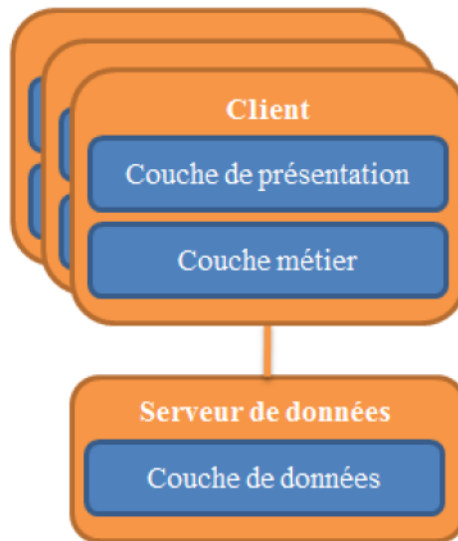 Client
Couche de présentation
Couche métier
Serveur de données
Couche de données